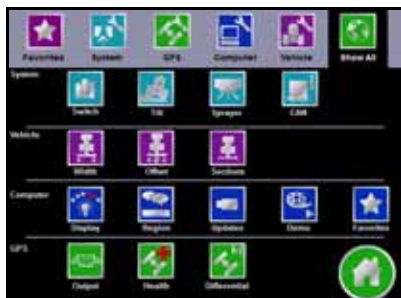 Favorites System GPS Computer Vehicle Show All
System
Switch Tilt Sprayer CAN
Vehicle
Width Offset Sections
Computer
Display Region Updates Demo Favorites
GPS
Output Health Differential